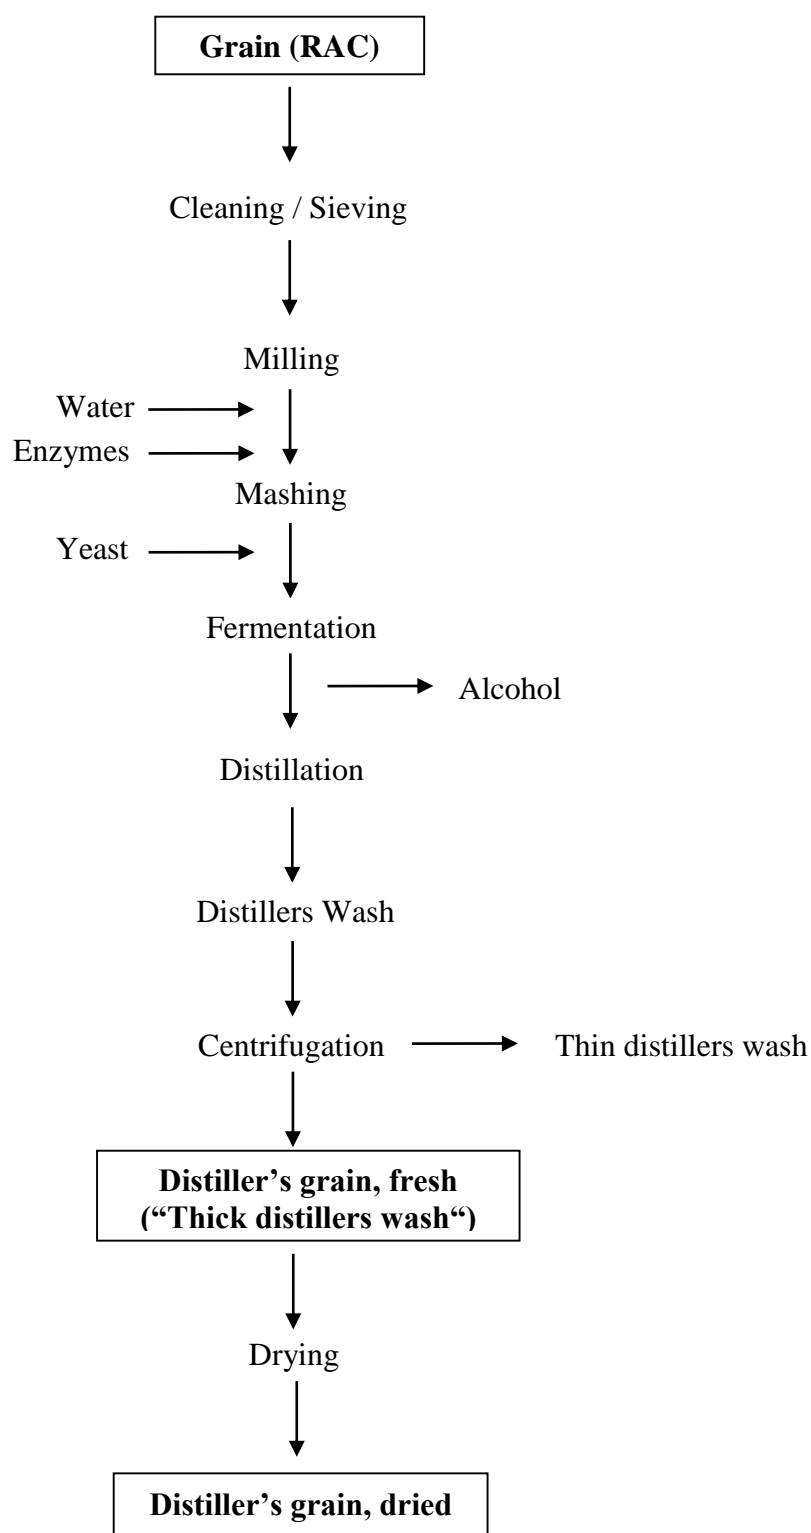 Grain (RAC)
Cleaning / Sieving
Milling
Water
Enzymes
Mashing
Yeast
Fermentation
Alcohol
Distillation
Distillers Wash
Centrifugation
Thin distillers wash
Distiller’s grain, fresh
(“Thick distillers wash“)
Drying
Distiller’s grain, dried